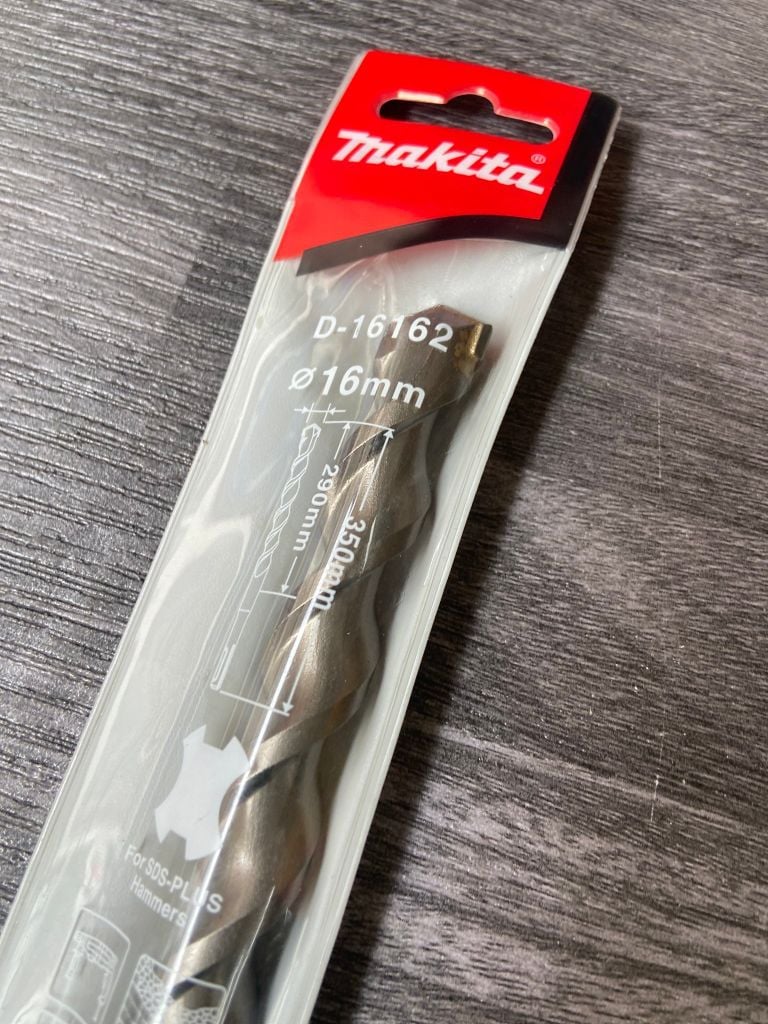 makita®
D-16162
ø16mm
290mm
350mm
For SDS-PLUS
Hammers